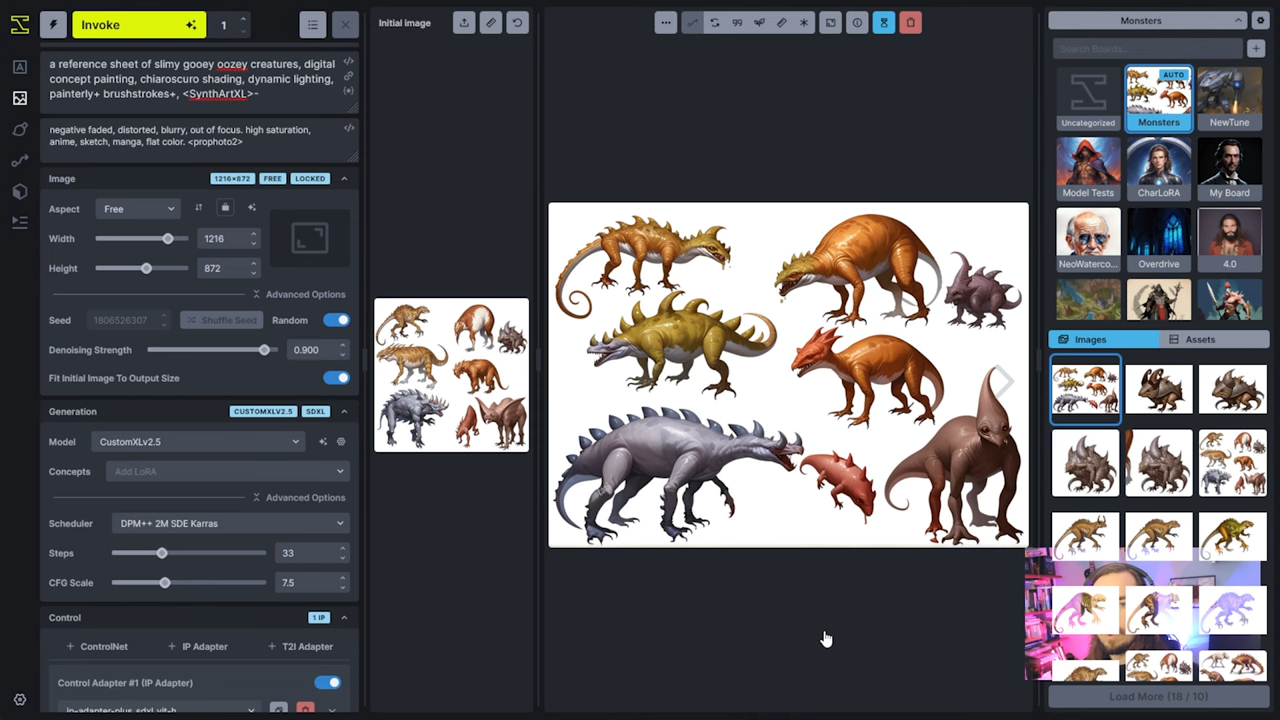 Invoke
1
Initial image
Monsters
a reference sheet of slimy gooey oozey creatures, digital
concept painting, chiaroscuro shading, dynamic lighting,
painterly+ brushstrokes+, <SynthArtXL>-
negative faded, distorted, blurry, out of focus. high saturation,
anime, sketch, manga, flat color. <prophoto2>
Image
1216×872
FREE
LOCKED
Aspect
Free
Width
1216
Height
872
Advanced Options
Seed
1806526307
Shuffle Seed
Random
Denoising Strength
0.900
Fit Initial Image To Output Size
Generation
CUSTOMXLV2.5
SDXL
Model
CustomXLv2.5
Concepts
Add LoRA
Advanced Options
Scheduler
DPM++ 2M SDE Karras
Steps
33
CFG Scale
7.5
Control
1 IP
+ ControlNet
+ IP Adapter
+ T2I Adapter
Control Adapter #1 (IP Adapter)
ip-adapter-plus_sdxl_vit-h
Search Boards...
AUTO
Uncategorized
Monsters
NewTune
Model Tests
CharLoRA
My Board
NeoWaterco...
Overdrive
4.0
Images
Assets
Load More (18 / 10)